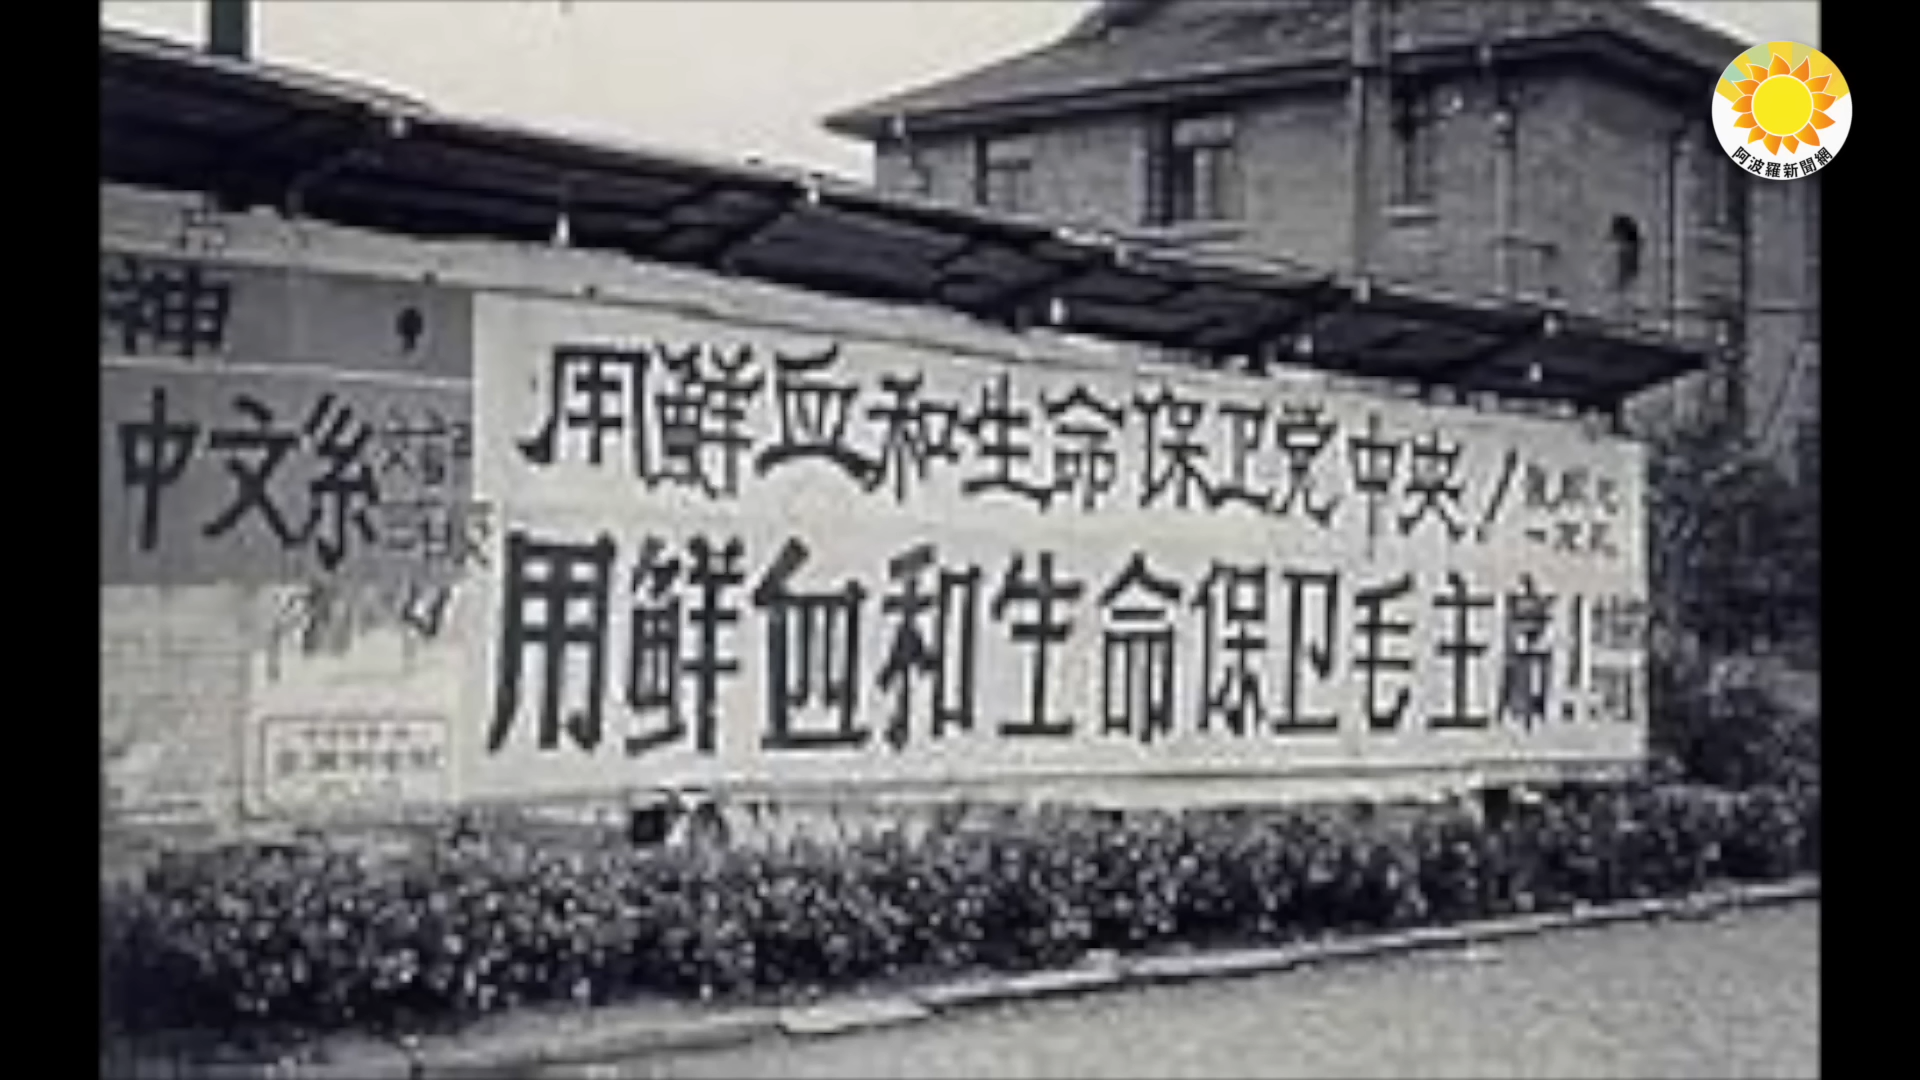 阿波羅新聞網
神
中文系
用鲜血和生命保卫党中央!
用鲜血和生命保卫毛主席!